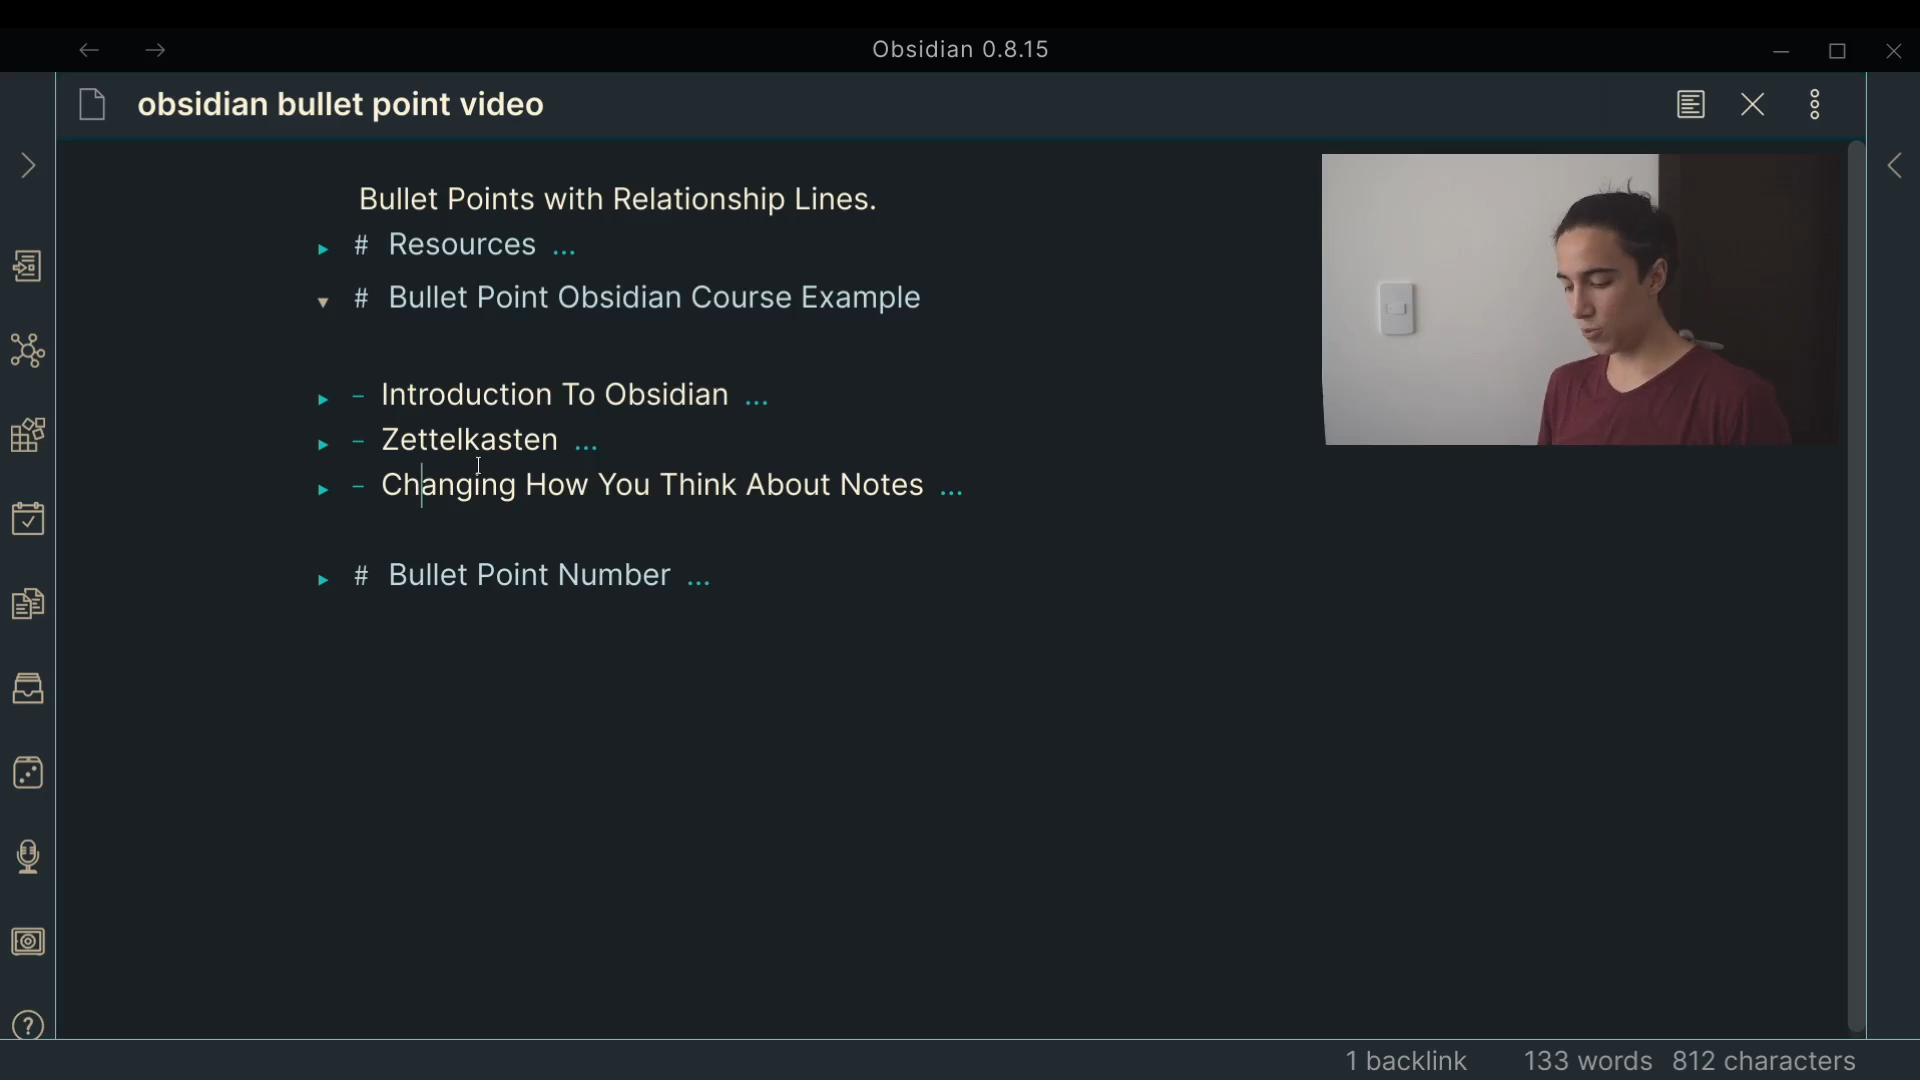 Obsidian 0.8.15
obsidian bullet point video
Bullet Points with Relationship Lines.
# Resources ...
# Bullet Point Obsidian Course Example
- Introduction To Obsidian ...
- Zettelkasten ...
- Changing How You Think About Notes ...
# Bullet Point Number ...
1 backlink 133 words 812 characters